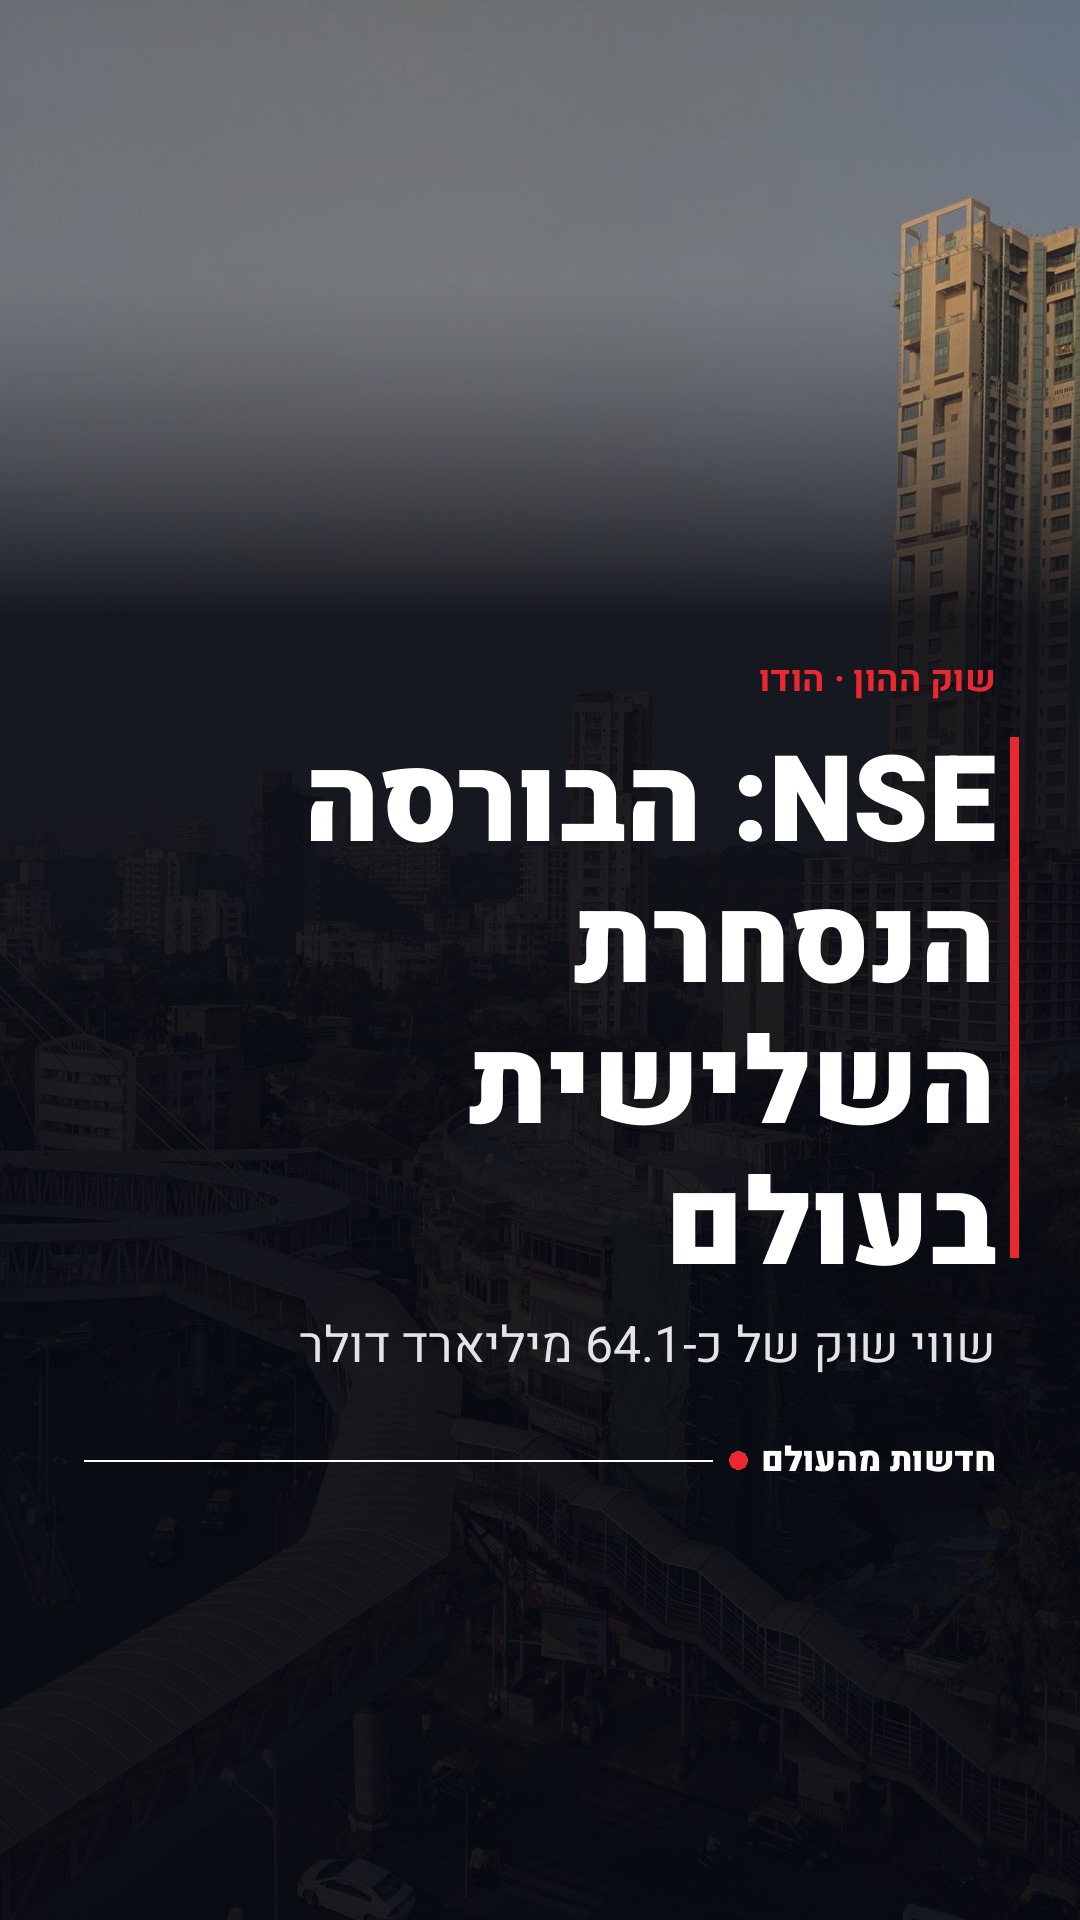 שוק ההון · הודו
NSE: הבורסה
הנסחרת
השלישית
בעולם
שווי שוק של כ-64.1 מיליארד דולר
חדשות מהעולם